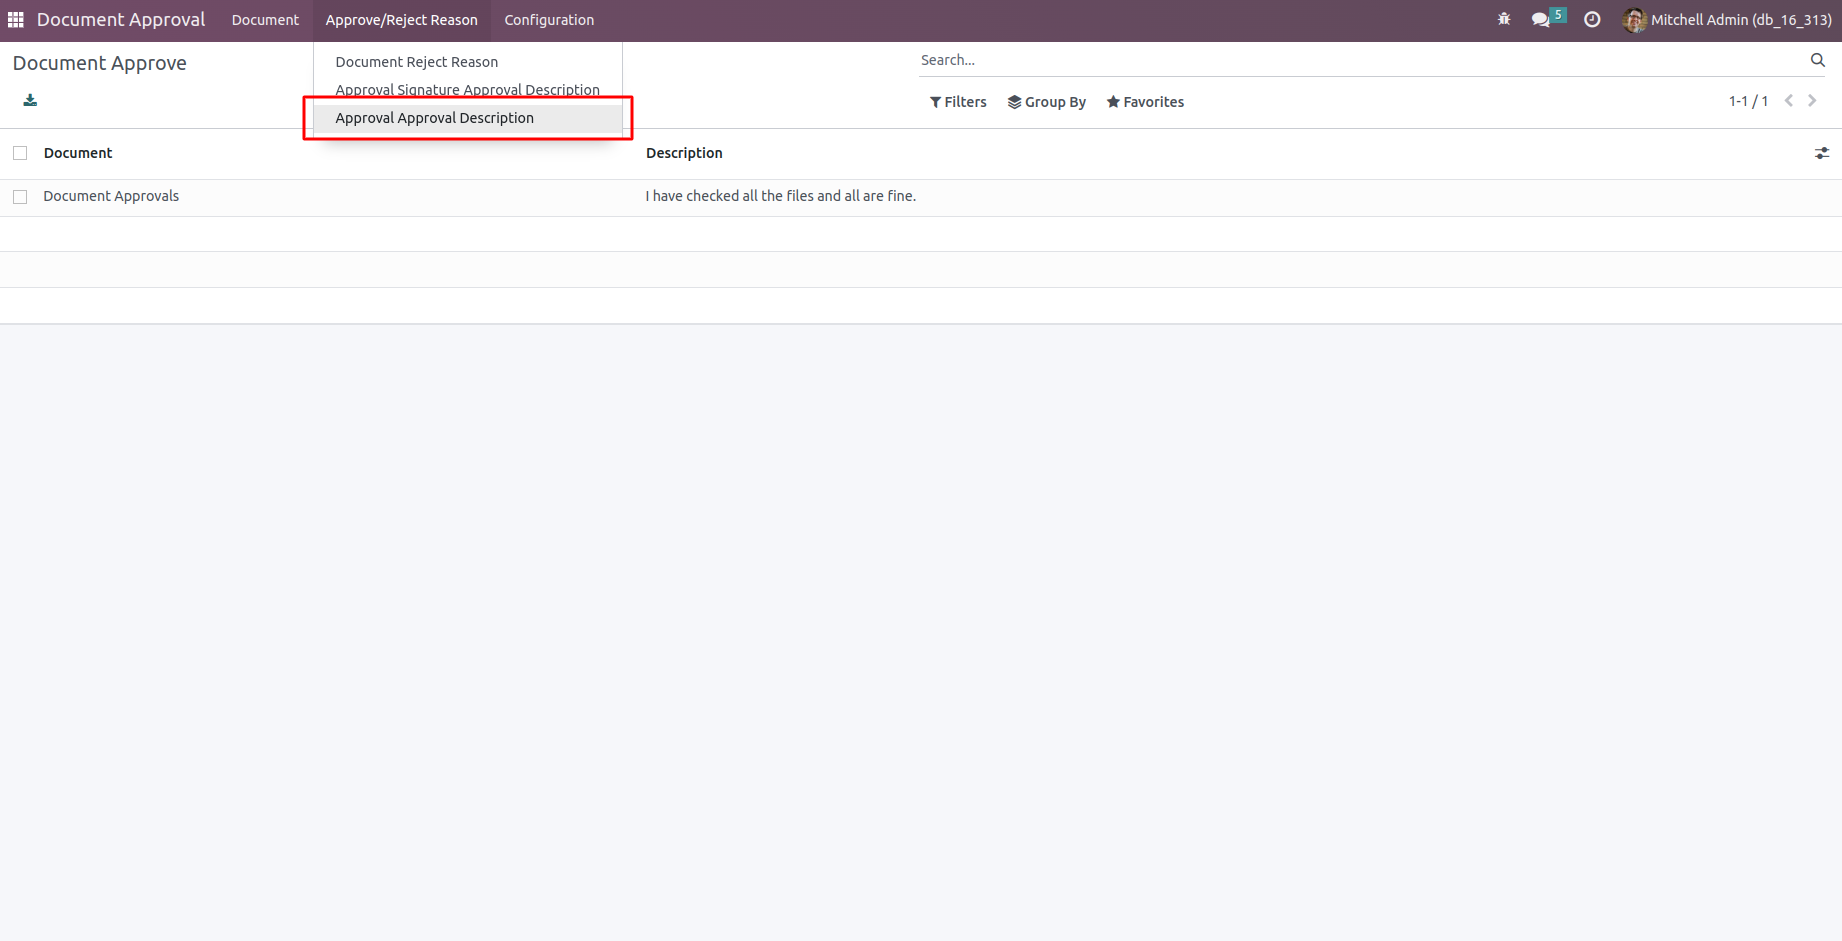 Document Approval Document Approve/Reject Reason Configuration 5 Mitchell Admin (db_16_313)
Document Approve Search...
Document Reject Reason
Approval Signature Approval Description
Approval Approval Description
Filters Group By Favorites 1-1 / 1
Document Description
Document Approvals I have checked all the files and all are fine.